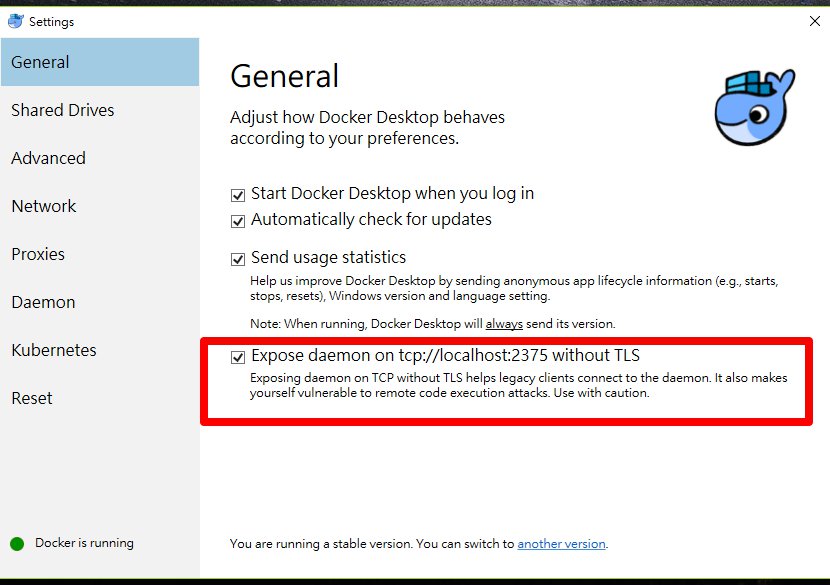 Settings
General
Shared Drives
Advanced
Network
Proxies
Daemon
Kubernetes
Reset
Docker is running
General
Adjust how Docker Desktop behaves
according to your preferences.
Start Docker Desktop when you log in
Automatically check for updates
Send usage statistics
Help us improve Docker Desktop by sending anonymous app lifecycle information (e.g., starts,
stops, resets), Windows version and language setting.
Note: When running, Docker Desktop will always send its version.
Expose daemon on tcp://localhost:2375 without TLS
Exposing daemon on TCP without TLS helps legacy clients connect to the daemon. It also makes
yourself vulnerable to remote code execution attacks. Use with caution.
You are running a stable version. You can switch to another version.